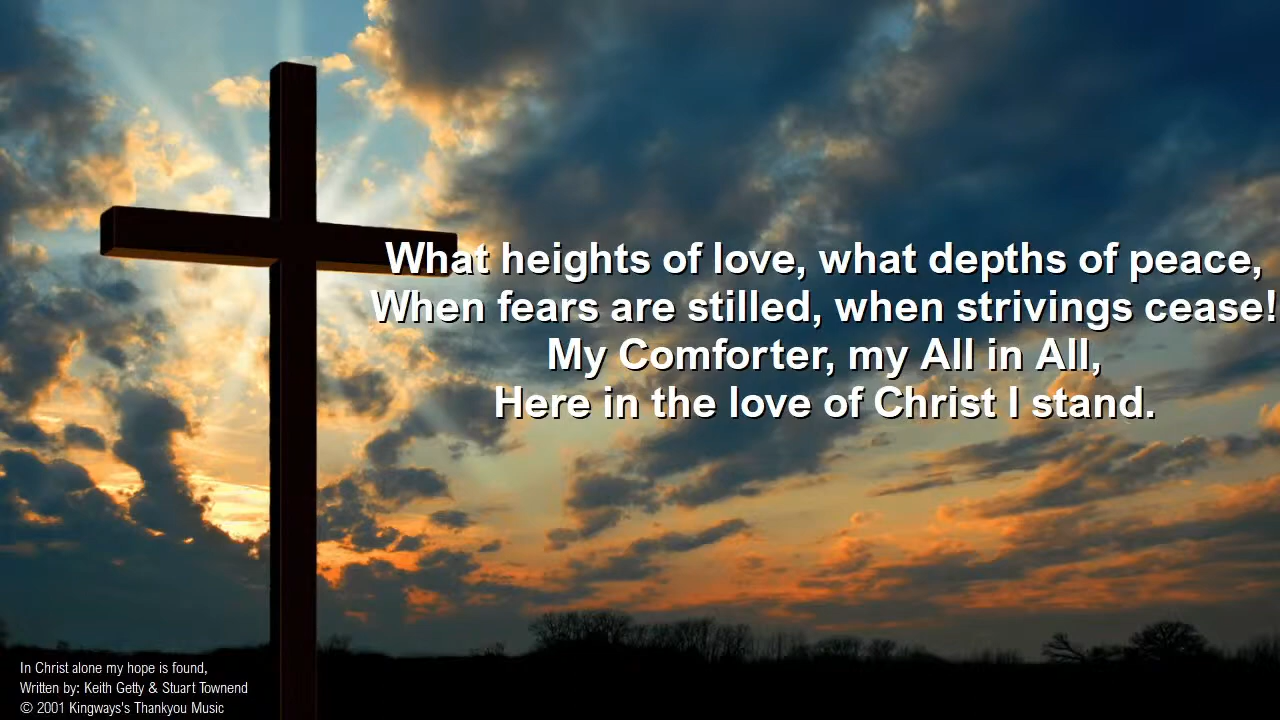 What heights of love, what depths of peace,
When fears are stilled, when strivings cease!
My Comforter, my All in All,
Here in the love of Christ I stand.
In Christ alone my hope is found,
Written by: Keith Getty & Stuart Townend
© 2001 Kingways's Thankyou Music